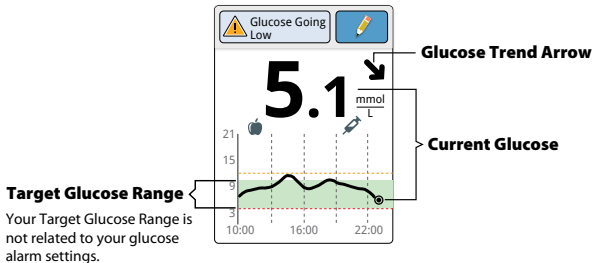 Glucose Going
Low
Glucose Trend Arrow
5.1
mmol
L
Current Glucose
21
15
9
3
10:00
16:00
22:00
Target Glucose Range
Your Target Glucose Range is
not related to your glucose
alarm settings.